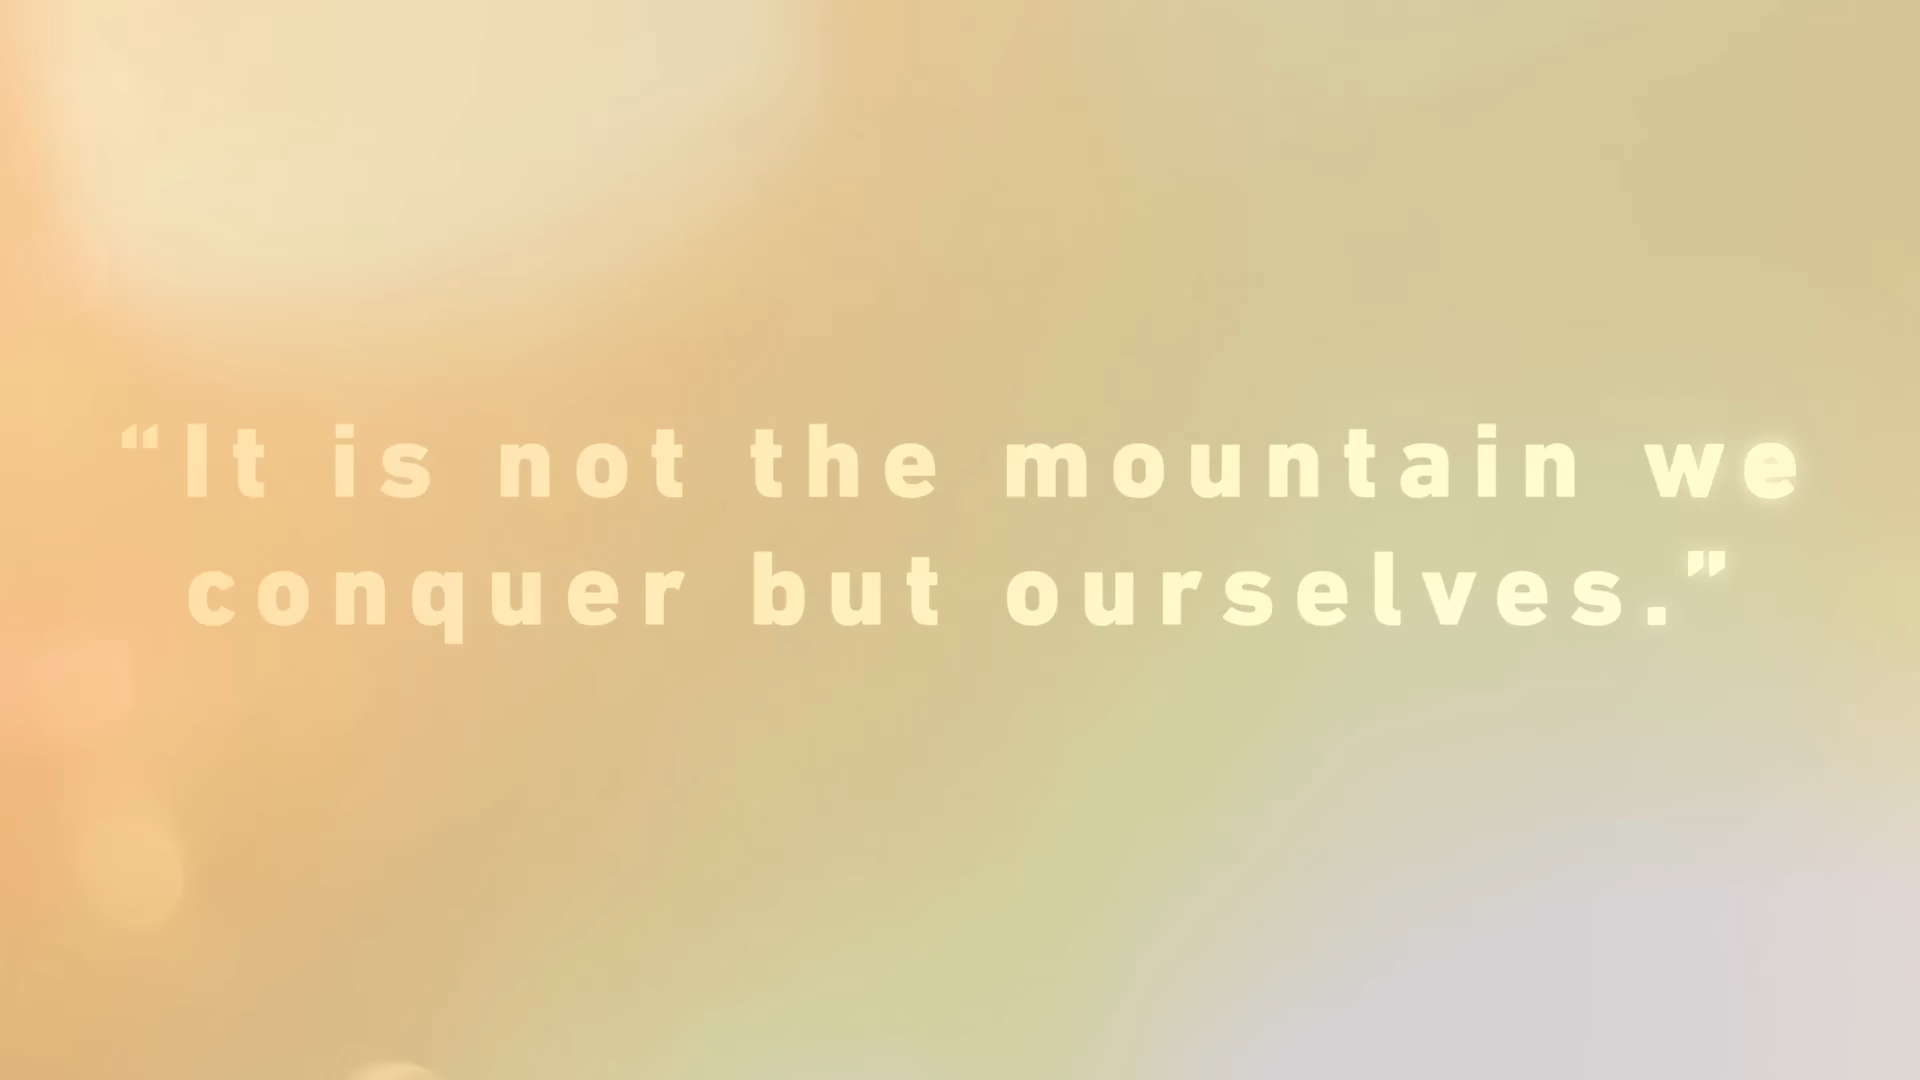 “It is not the mountain we
conquer but ourselves.”